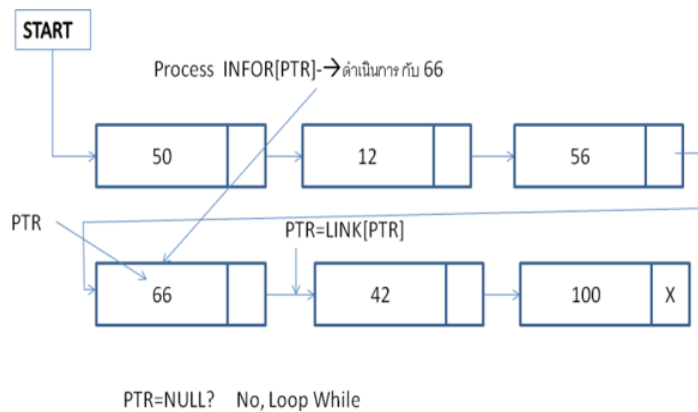 START
Process INFOR[PTR]-→ดำเนินการ กับ 66
50 12 56
PTR
PTR=LINK[PTR]
66 42 100 X
PTR=NULL? No, Loop While